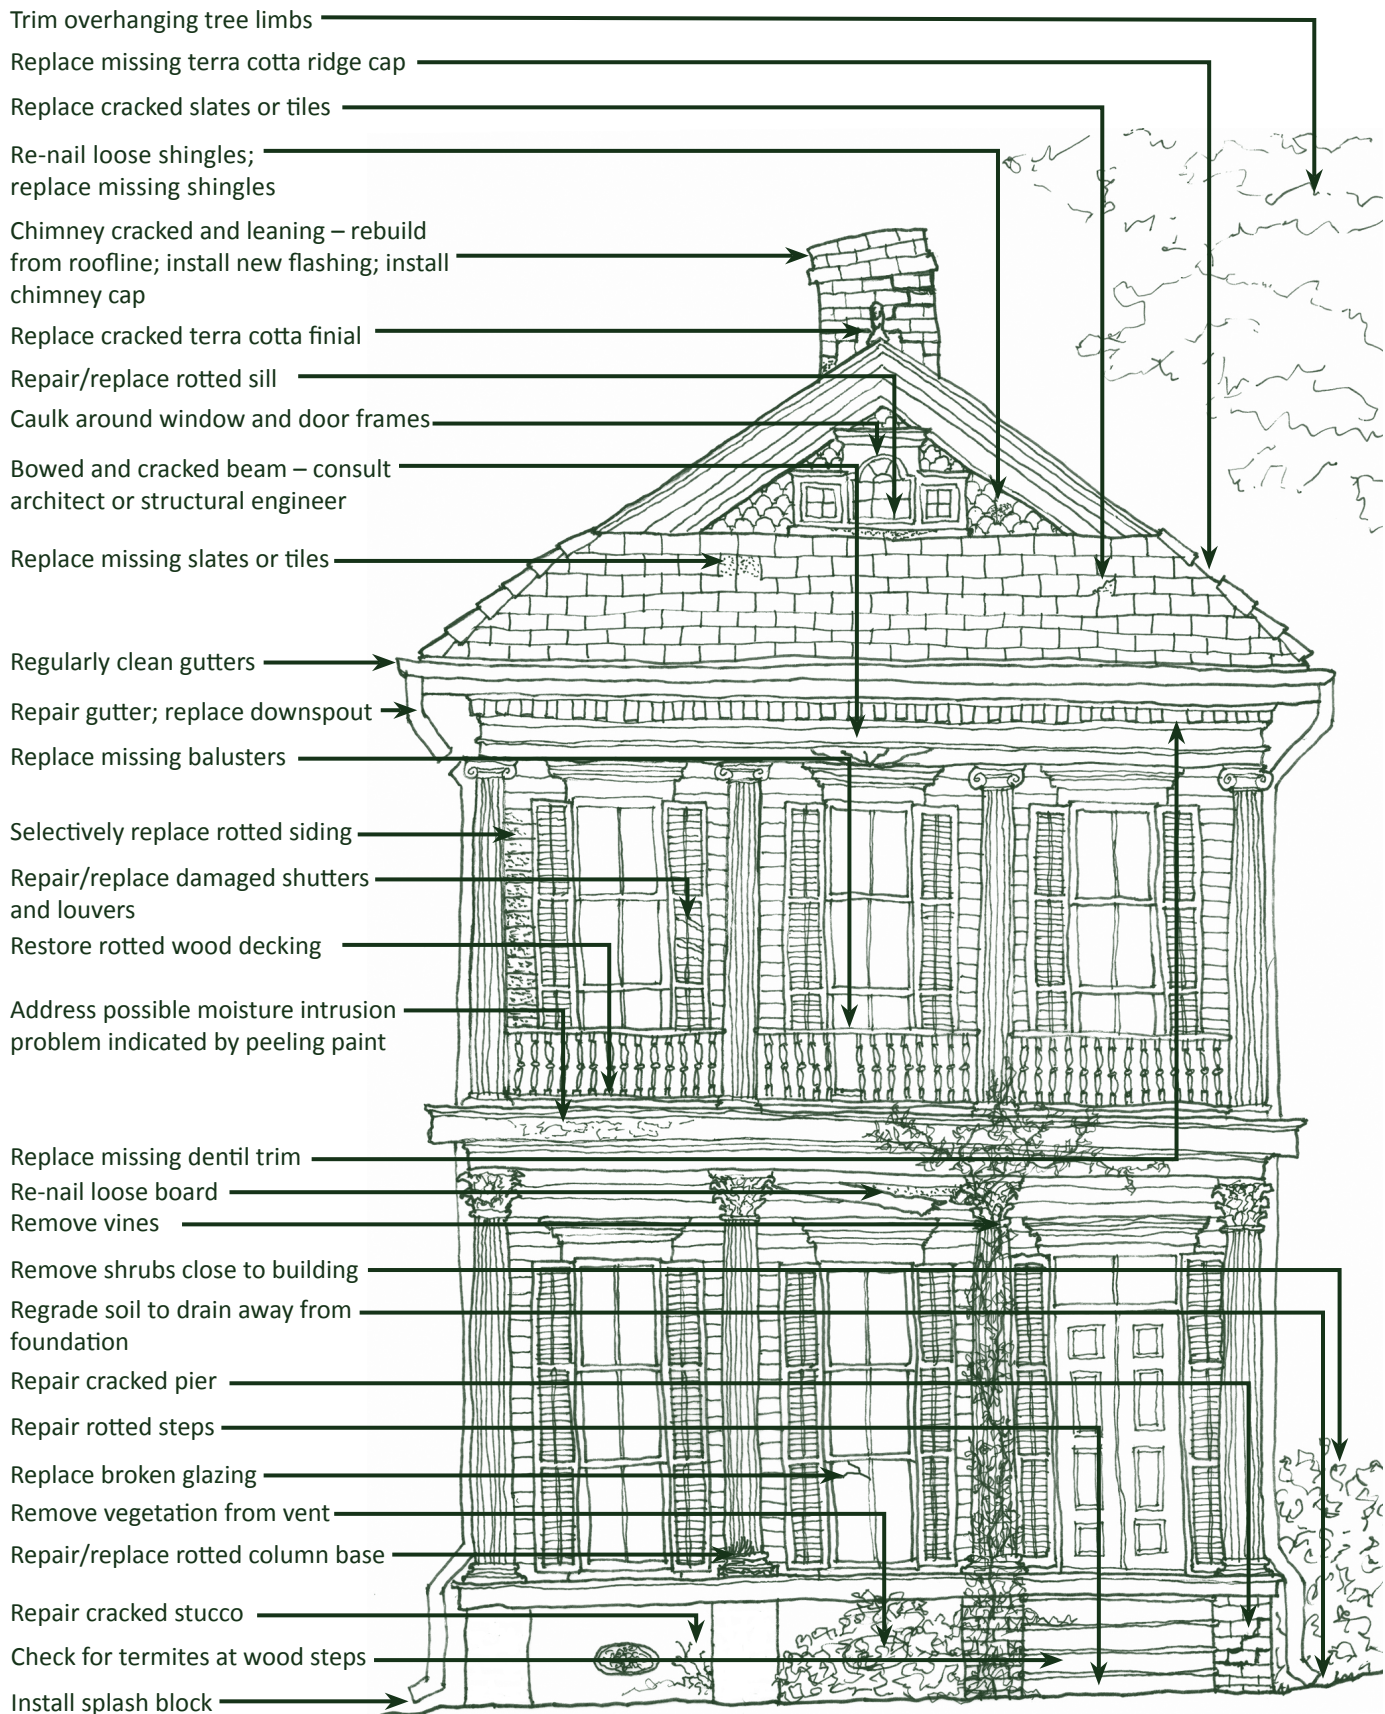 Trim overhanging tree limbs
Replace missing terra cotta ridge cap
Replace cracked slates or tiles
Re-nail loose shingles;
replace missing shingles
Chimney cracked and leaning – rebuild
from roofline; install new flashing; install
chimney cap
Replace cracked terra cotta finial
Repair/replace rotted sill
Caulk around window and door frames
Bowed and cracked beam – consult
architect or structural engineer
Replace missing slates or tiles
Regularly clean gutters
Repair gutter; replace downspout
Replace missing balusters
Selectively replace rotted siding
Repair/replace damaged shutters
and louvers
Restore rotted wood decking
Address possible moisture intrusion
problem indicated by peeling paint
Replace missing dentil trim
Re-nail loose board
Remove vines
Remove shrubs close to building
Regrade soil to drain away from
foundation
Repair cracked pier
Repair rotted steps
Replace broken glazing
Remove vegetation from vent
Repair/replace rotted column base
Repair cracked stucco
Check for termites at wood steps
Install splash block